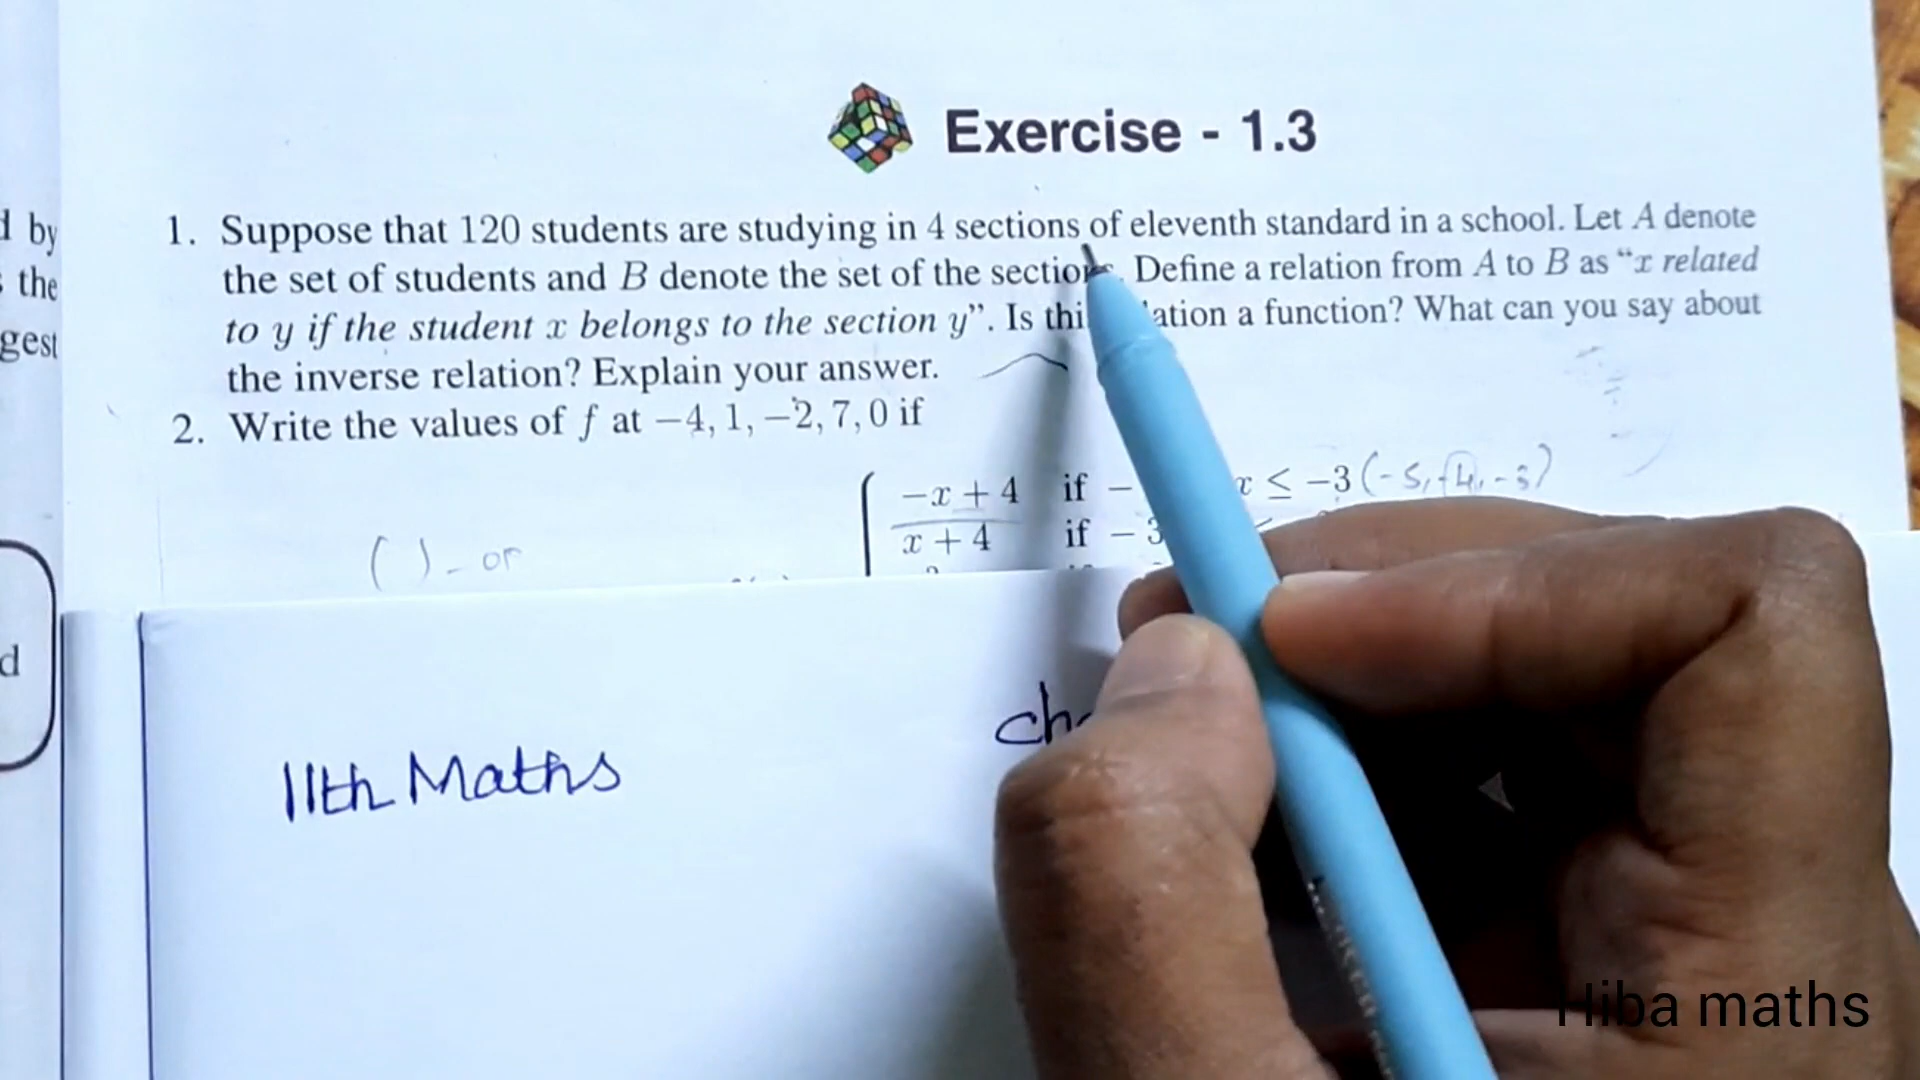 Exercise - 1.3
d by
the
gest
d
1. Suppose that 120 students are studying in 4 sections of eleventh standard in a school. Let A denote
the set of students and B denote the set of the section. Define a relation from A to B as “x related
to y if the student x belongs to the section y”. Is thi ation a function? What can you say about
the inverse relation? Explain your answer.
2. Write the values of f at −4, 1, −2, 7, 0 if
−x + 4 if − x ≤ −3 (-5, -4, -3)
x + 4 if − 3
( ) - or
11th Maths
ch
Hiba maths